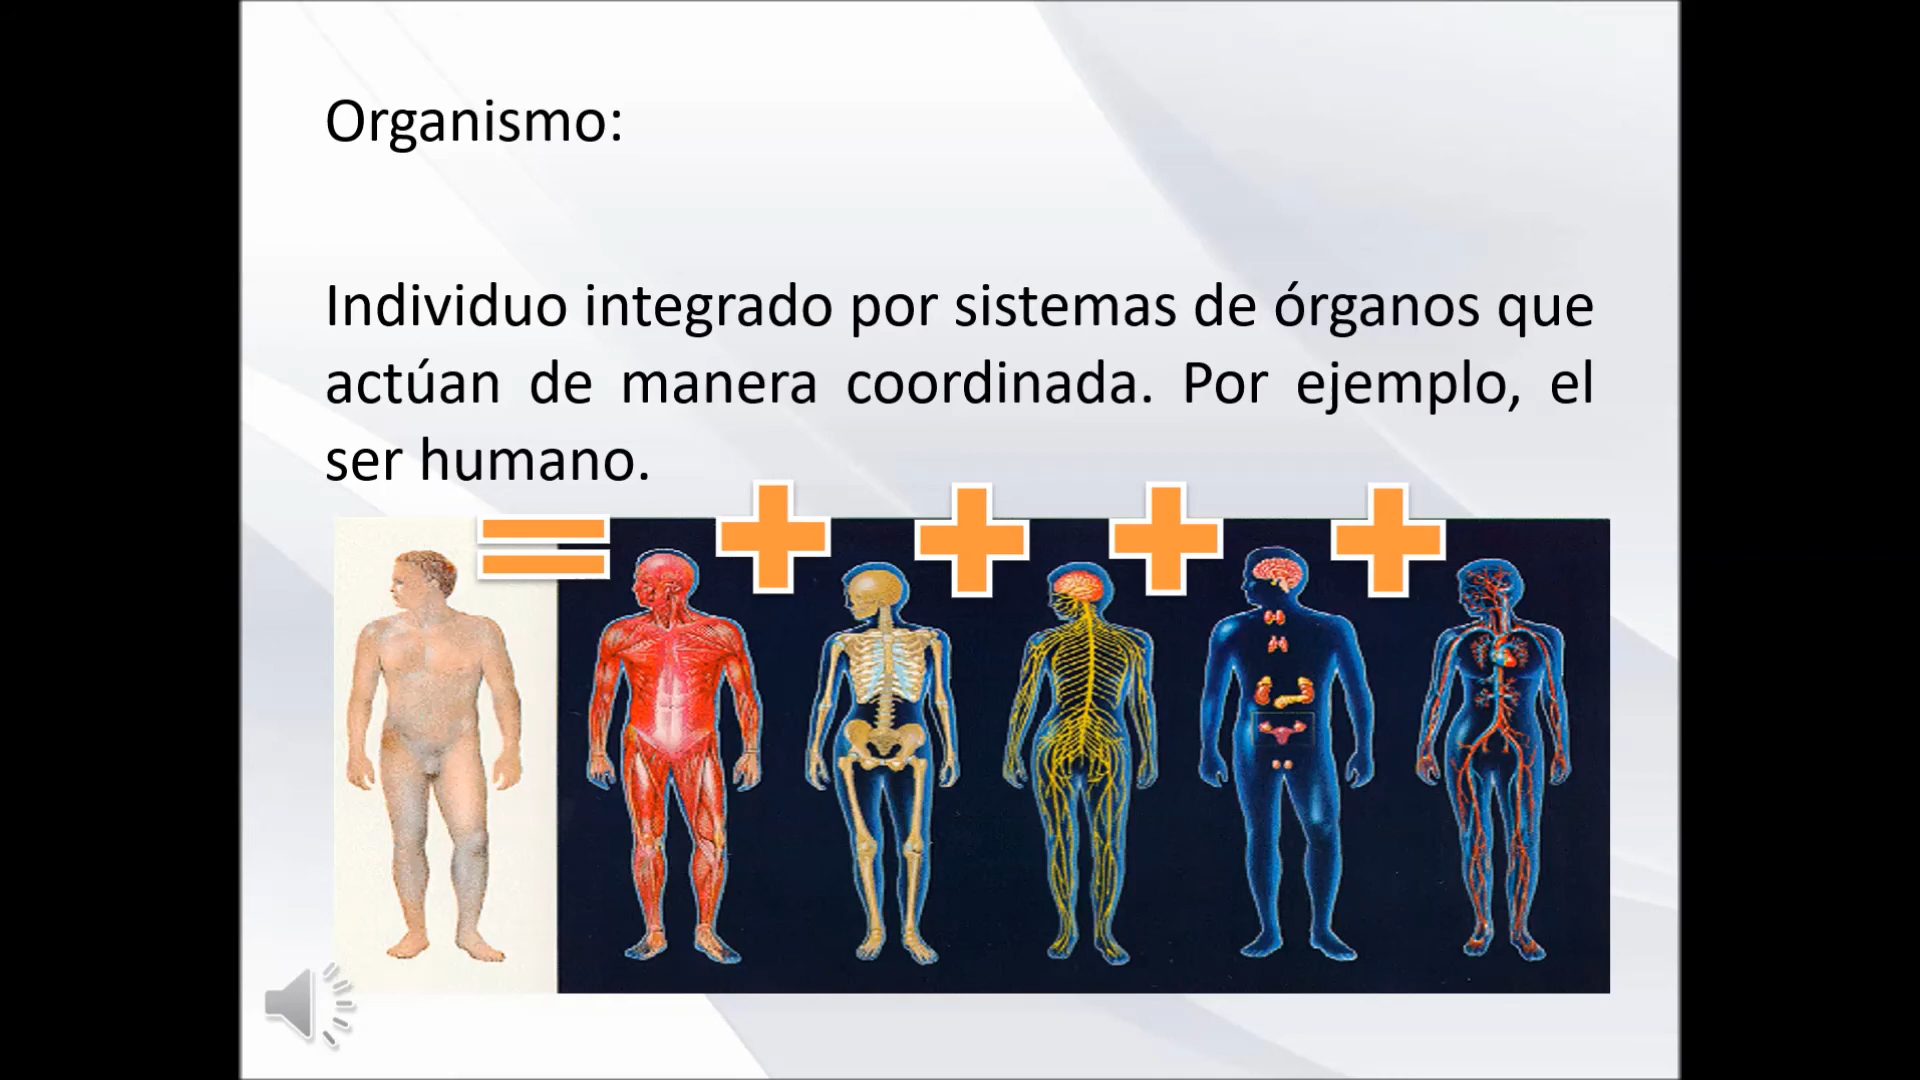 Organismo:
Individuo integrado por sistemas de órganos que
actúan de manera coordinada. Por ejemplo, el
ser humano.